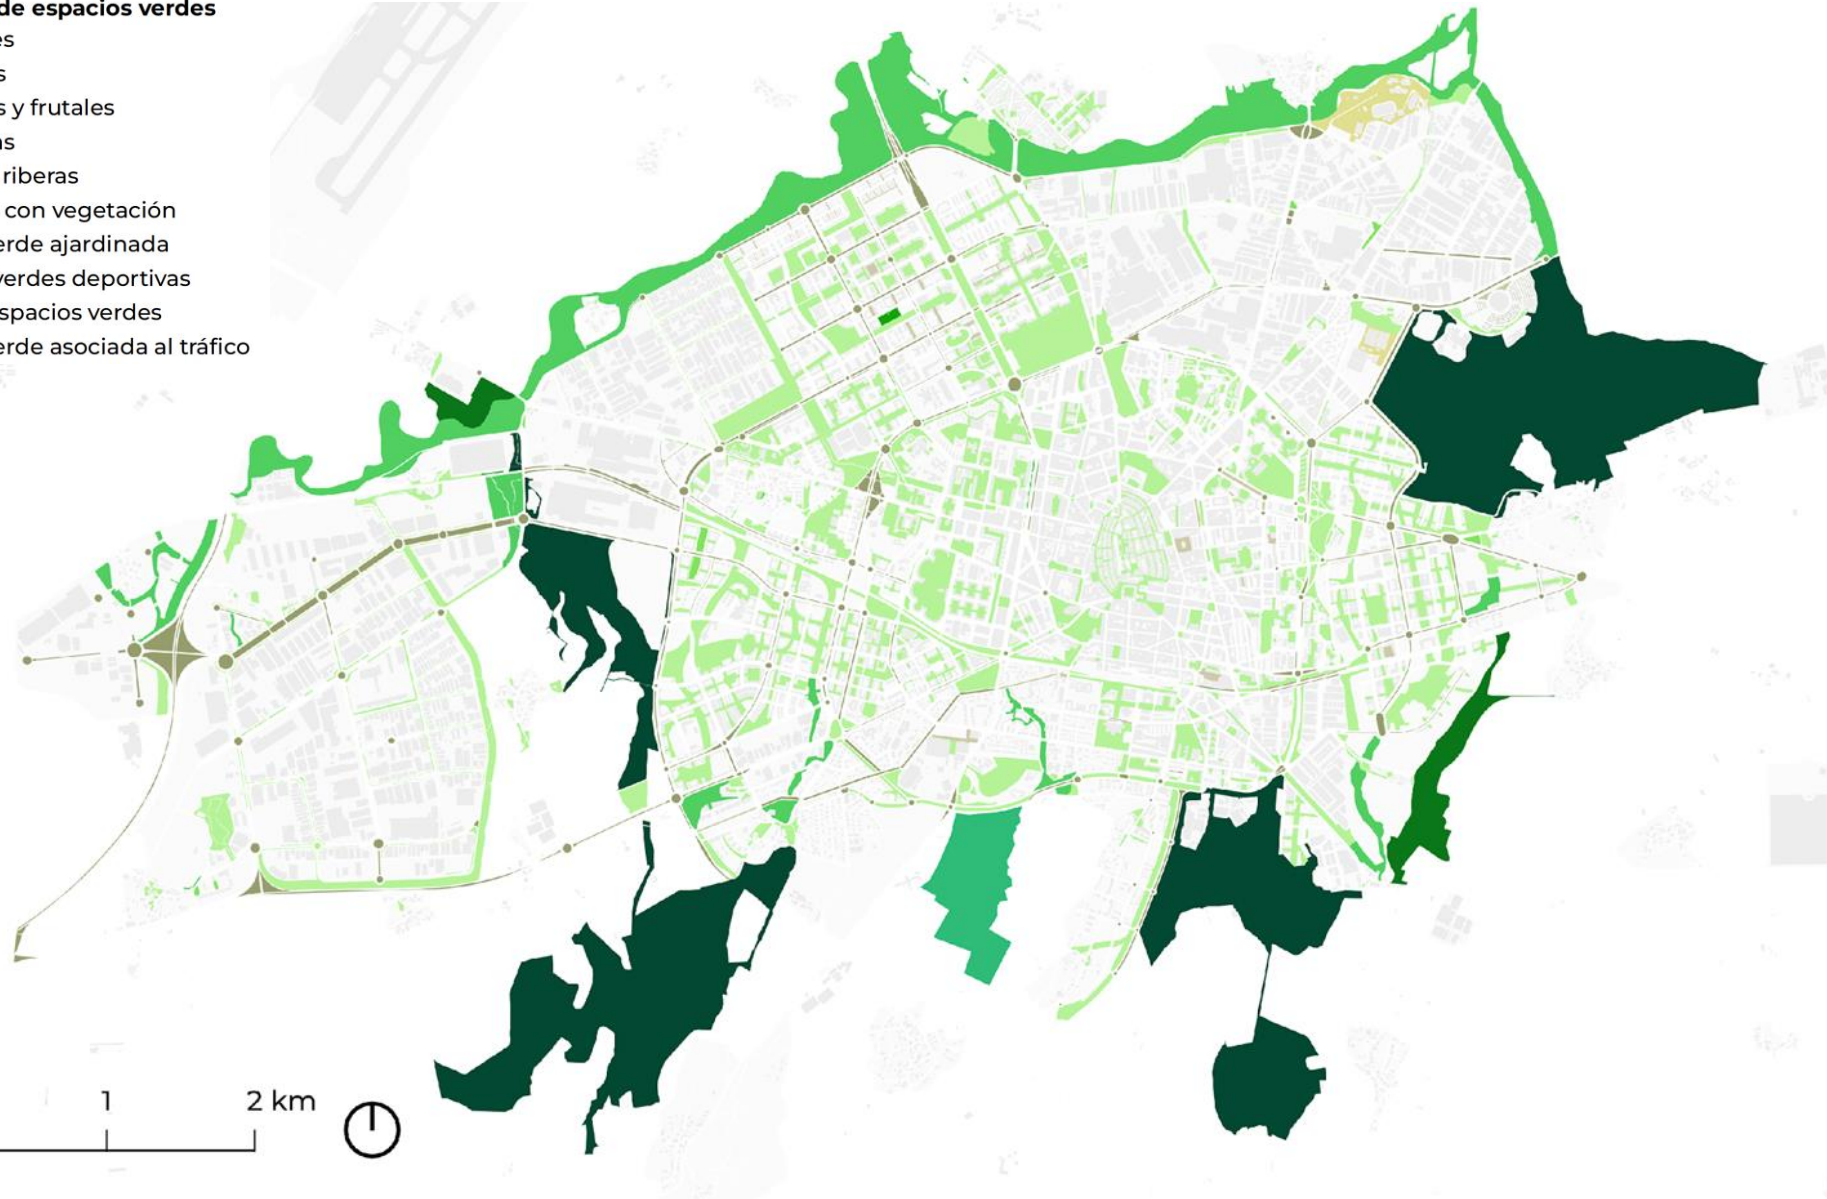 de espacios verdes
es
s
s y frutales
as
riberas
con vegetación
erde ajardinada
verdes deportivas
spacios verdes
erde asociada al tráfico
1 2 km